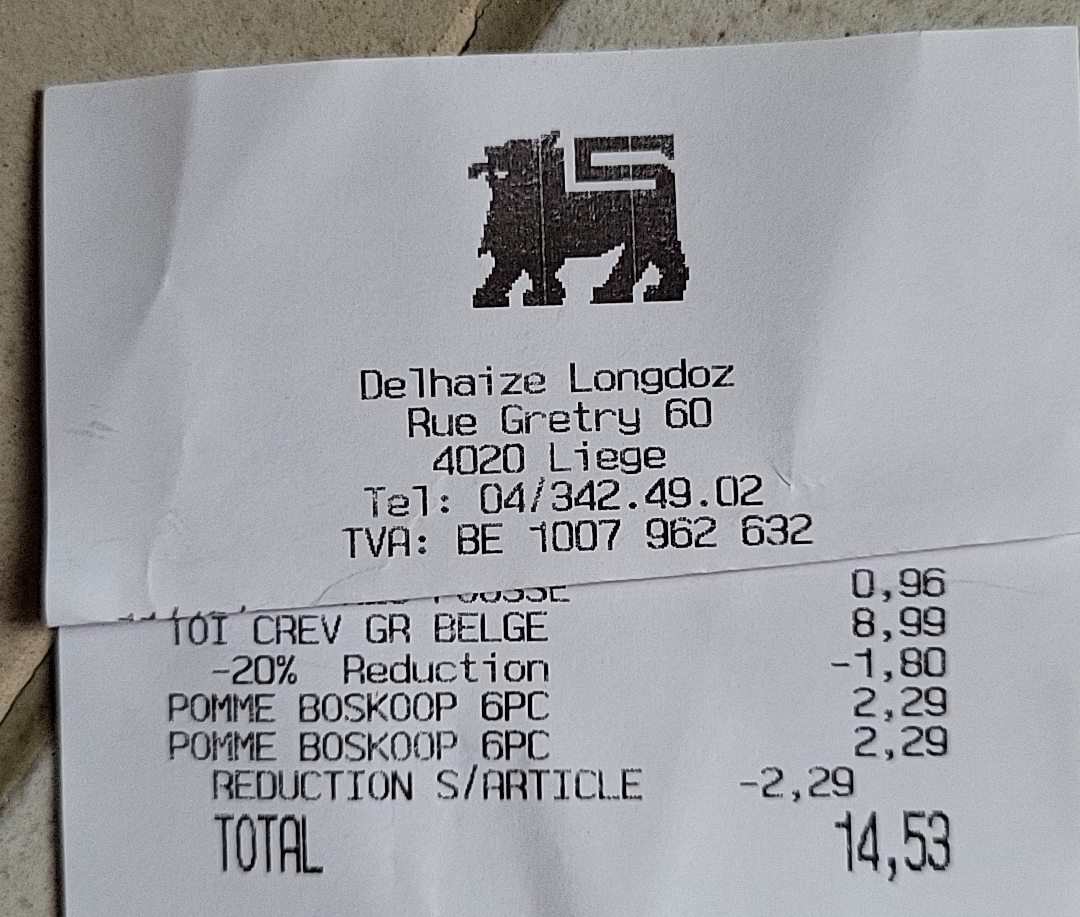 Delhaize Longdoz
Rue Gretry 60
4020 Liege
Tel: 04/342.49.02
TVA: BE 1007 962 632
0,96
TOI CREV GR BELGE 8,99
-20% Reduction -1,80
POMME BOSKOOP 6PC 2,29
POMME BOSKOOP 6PC 2,29
REDUCTION S/ARTICLE -2,29
TOTAL 14,53